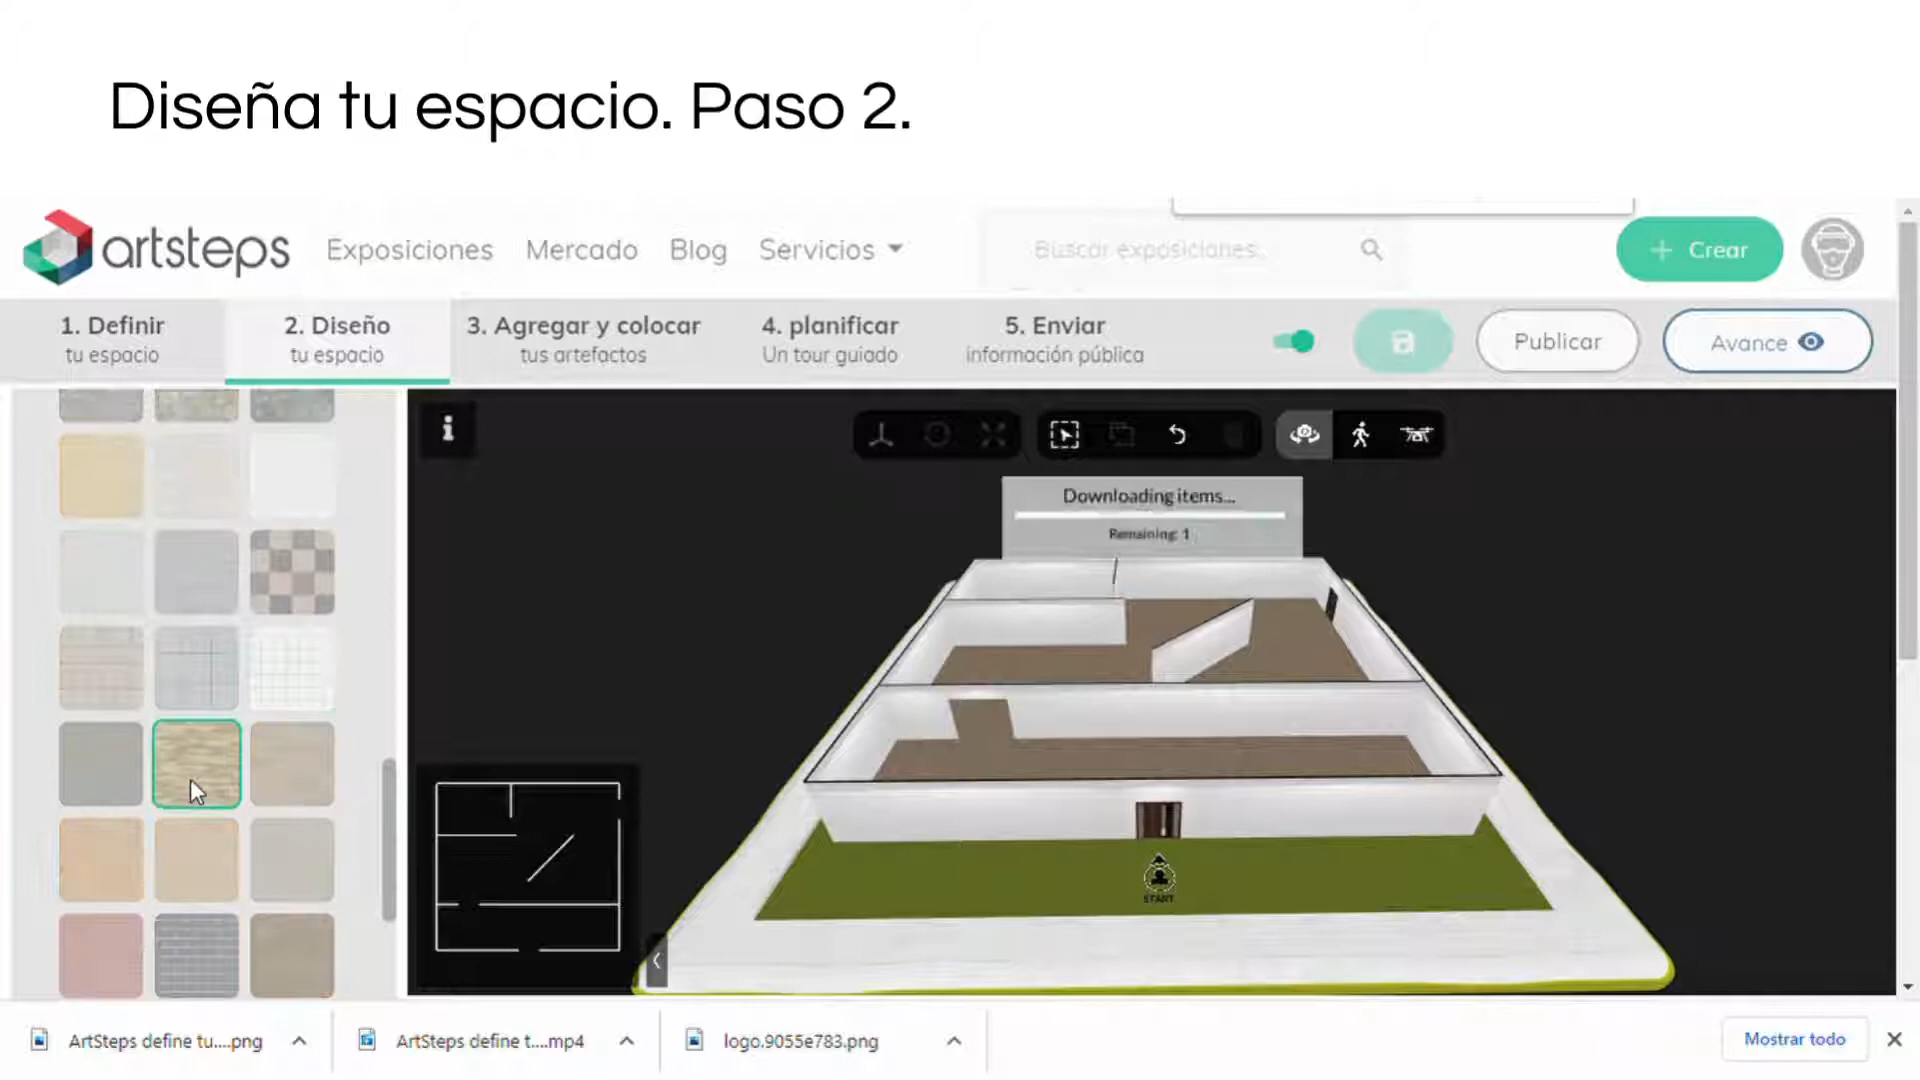 Diseña tu espacio. Paso 2.
artsteps Exposiciones Mercado Blog Servicios Buscar exposiciones. + Crear
1. Definir 2. Diseño 3. Agregar y colocar 4. planificar 5. Enviar
tu espacio tu espacio tus artefactos Un tour guiado información pública
Publicar Avance
Downloading items...
Remaining: 1
START
ArtSteps define tu....png ArtSteps define t....mp4 logo.9055e783.png Mostrar todo